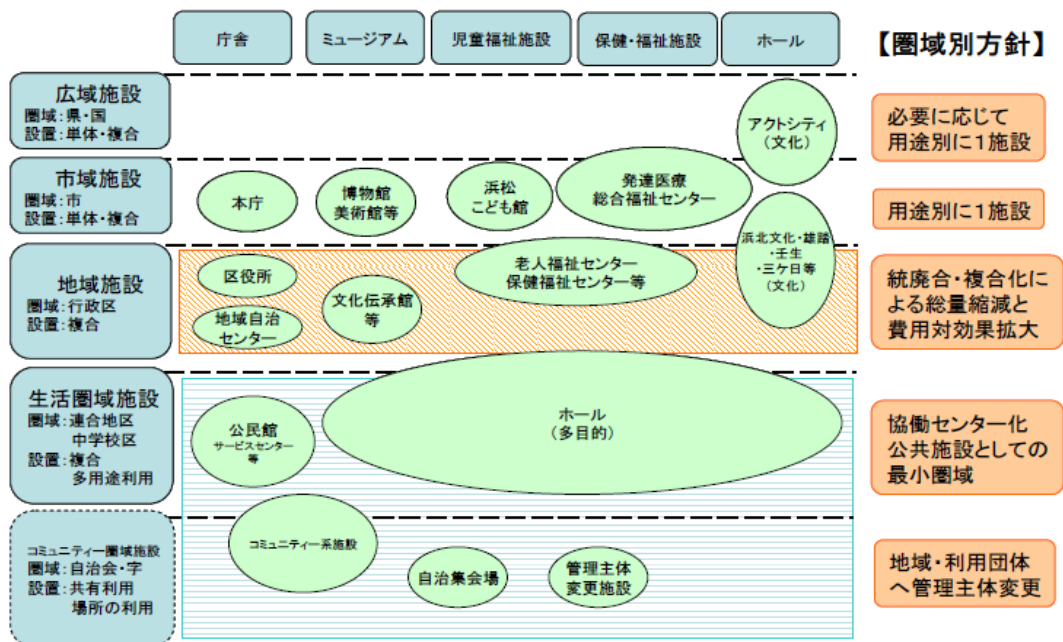 庁舎
ミュージアム
児童福祉施設
保健・福祉施設
ホール
【圏域別方針】
広域施設
圏域：県・国
設置：単体・複合
アクトシティ
（文化）
必要に応じて
用途別に１施設
市域施設
圏域：市
設置：単体・複合
本庁
博物館
美術館等
浜松
こども館
発達医療
総合福祉センター
用途別に１施設
浜北文化・雄踏
・壬生
・三ケ日等
（文化）
地域施設
圏域：行政区
設置：複合
区役所
地域自治
センター
文化伝承館
等
老人福祉センター
保健福祉センター等
統廃合・複合化に
よる総量縮減と
費用対効果拡大
生活圏域施設
圏域：連合地区
中学校区
設置：複合
多用途利用
公民館
サービスセンター
等
ホール
（多目的）
協働センター化
公共施設としての
最小圏域
コミュニティー圏域施設
圏域：自治会・字
設置：共有利用
場所の利用
コミュニティー系施設
自治集会場
管理主体
変更施設
地域・利用団体
へ管理主体変更